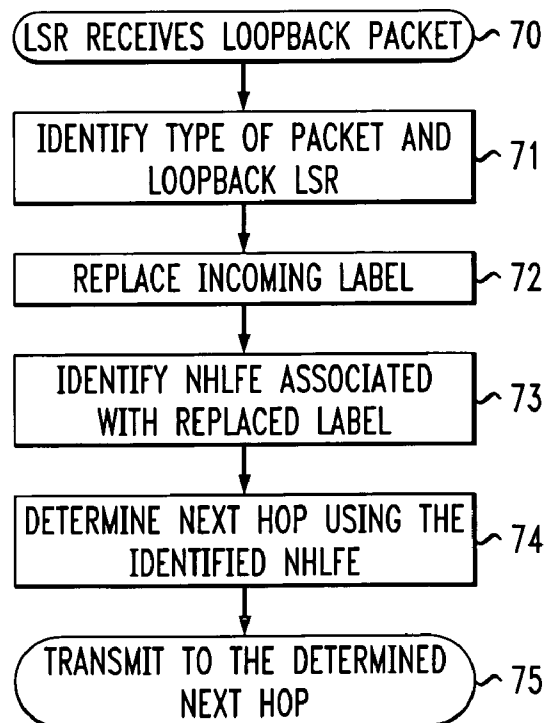 LSR RECEIVES LOOPBACK PACKET 70
IDENTIFY TYPE OF PACKET AND
LOOPBACK LSR
71
REPLACE INCOMING LABEL 72
IDENTIFY NHLFE ASSOCIATED
WITH REPLACED LABEL
73
DETERMINE NEXT HOP USING THE
IDENTIFIED NHLFE
74
TRANSMIT TO THE DETERMINED
NEXT HOP
75